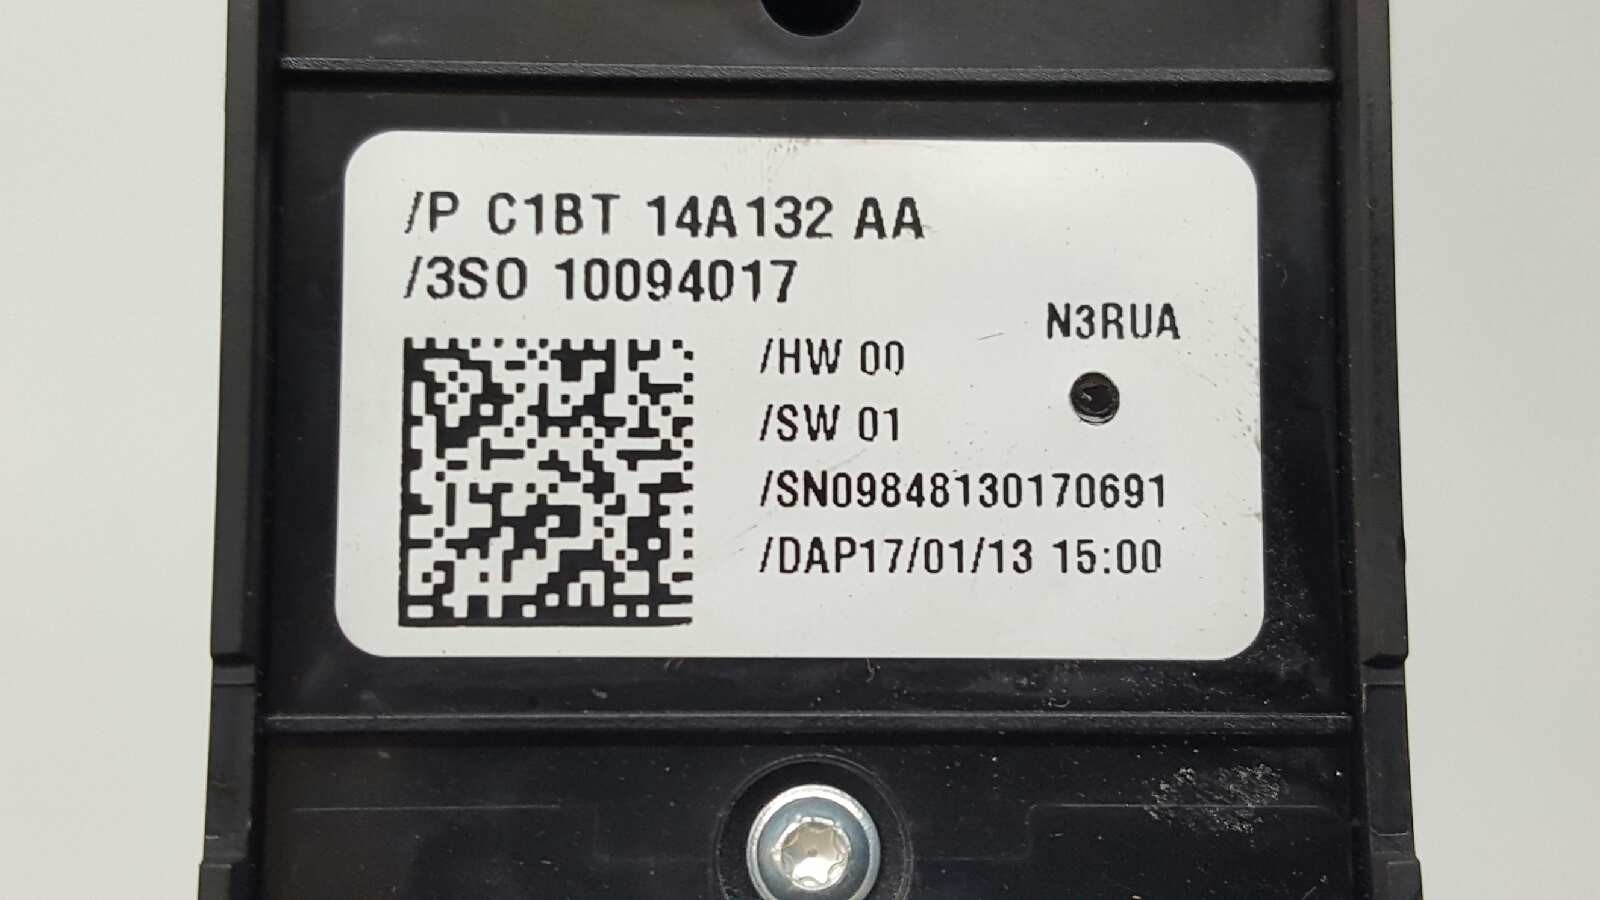 /P C1BT 14A132 AA
/3SO 10094017
N3RUA
/HW 00
/SW 01
/SN09848130170691
/DAP17/01/13 15:00